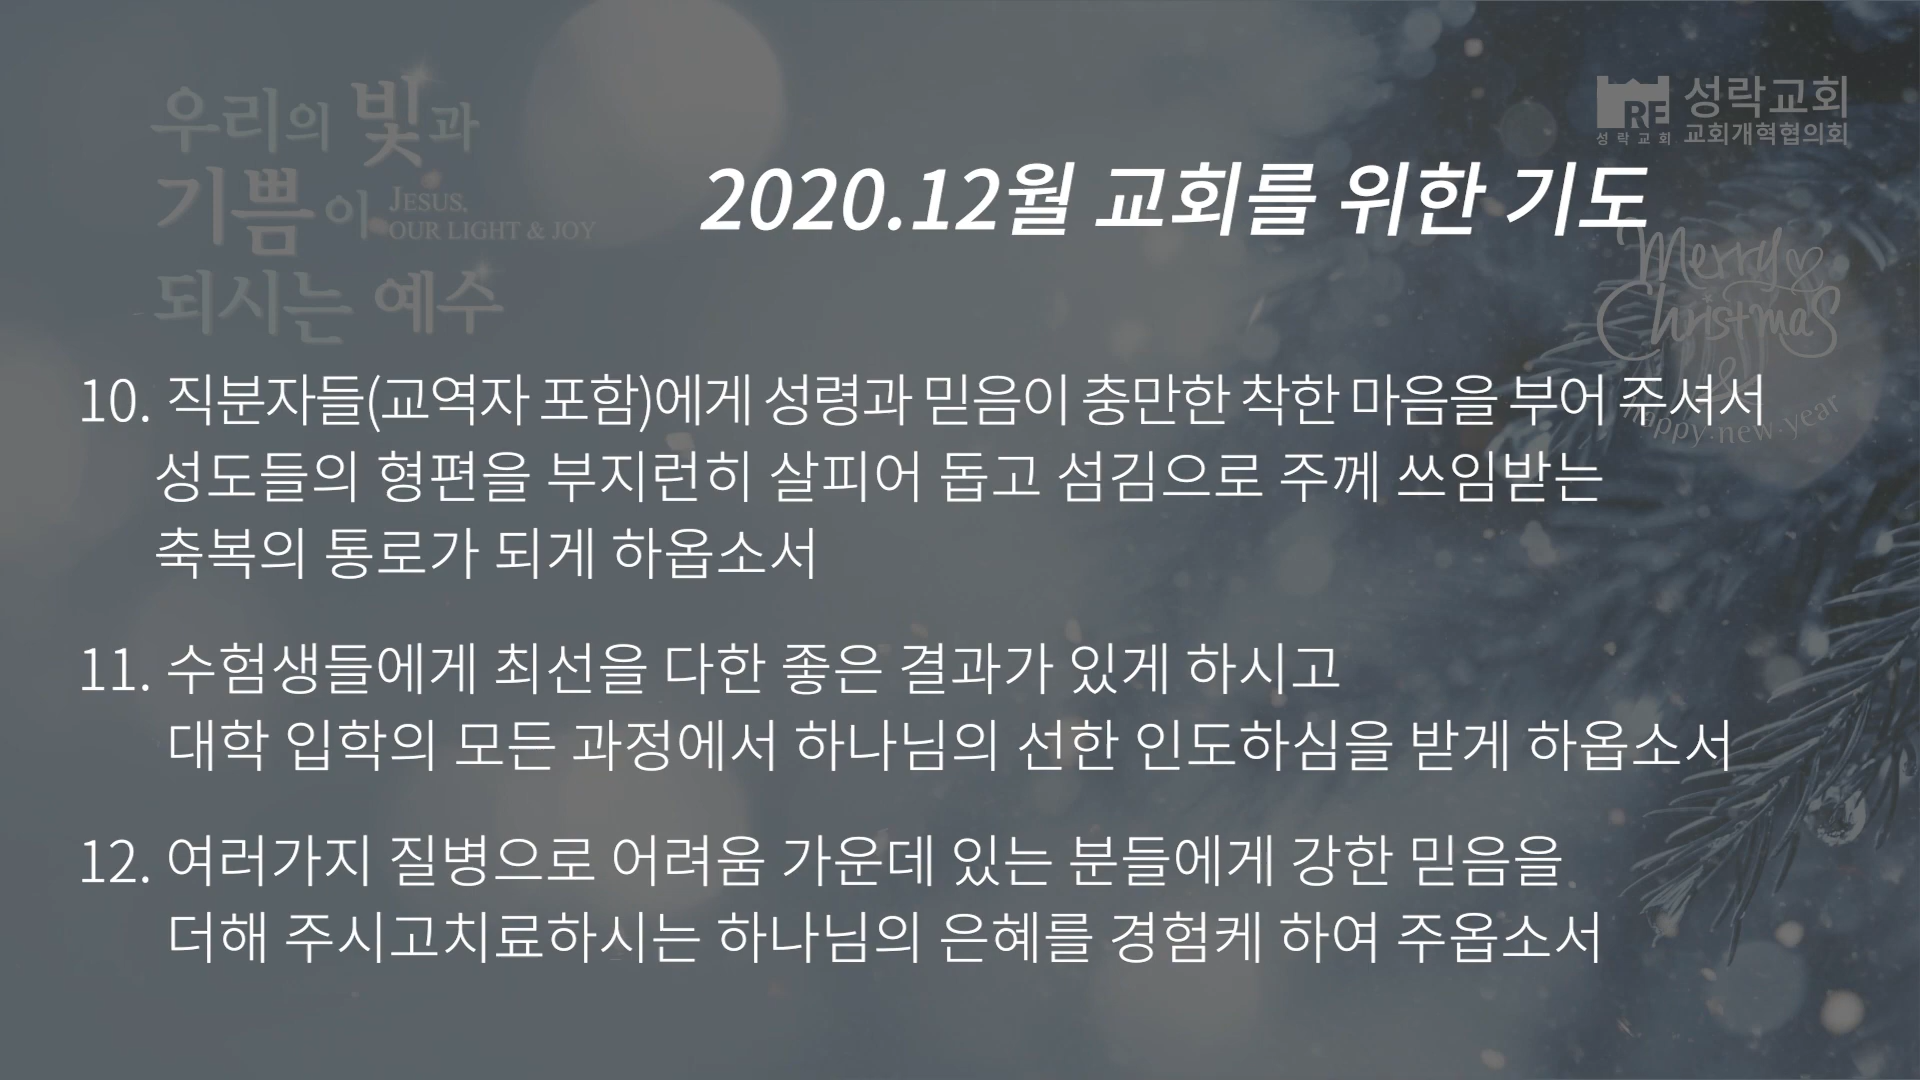 우리의 빛과
기쁨이 JESUS,
OUR LIGHT & JOY
되시는 예수
RE
성락교회
성락교회
교회개혁협의회
2020.12월 교회를 위한 기도
Merry
Christmas
&
happy·new·year
10. 직분자들(교역자 포함)에게 성령과 믿음이 충만한 착한 마음을 부어 주셔서
성도들의 형편을 부지런히 살피어 돕고 섬김으로 주께 쓰임받는
축복의 통로가 되게 하옵소서
11. 수험생들에게 최선을 다한 좋은 결과가 있게 하시고
대학 입학의 모든 과정에서 하나님의 선한 인도하심을 받게 하옵소서
12. 여러가지 질병으로 어려움 가운데 있는 분들에게 강한 믿음을
더해 주시고치료하시는 하나님의 은혜를 경험케 하여 주옵소서